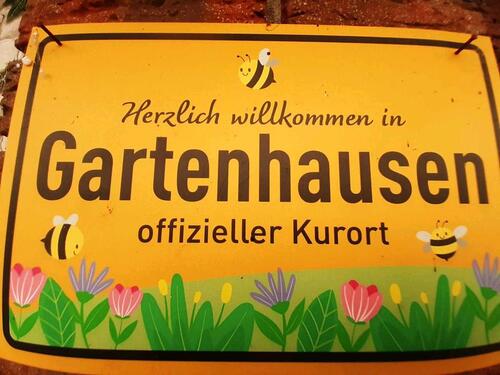 Herzlich willkommen in
Gartenhausen
offizieller Kurort